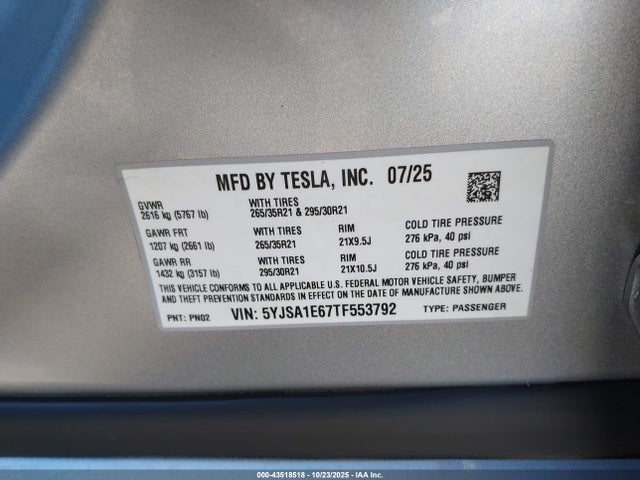 MFD BY TESLA, INC. 07/25
GVWR
2616 kg (5767 lb)
WITH TIRES
265/35R21 & 295/30R21
GAWR FRT
1207 kg (2661 lb)
WITH TIRES
265/35R21
RIM
21X9.5J
COLD TIRE PRESSURE
276 kPa, 40 psi
GAWR RR
1432 kg (3157 lb)
WITH TIRES
295/30R21
RIM
21X10.5J
COLD TIRE PRESSURE
276 kPa, 40 psi
THIS VEHICLE CONFORMS TO ALL APPLICABLE U.S. FEDERAL MOTOR VEHICLE SAFETY, BUMPER
AND THEFT PREVENTION STANDARDS IN EFFECT ON THE DATE OF MANUFACTURE SHOWN ABOVE.
PNT: PN02 VIN: 5YJSA1E67TF553792 TYPE: PASSENGER
000-43518518 - 10/23/2025 - IAA Inc.